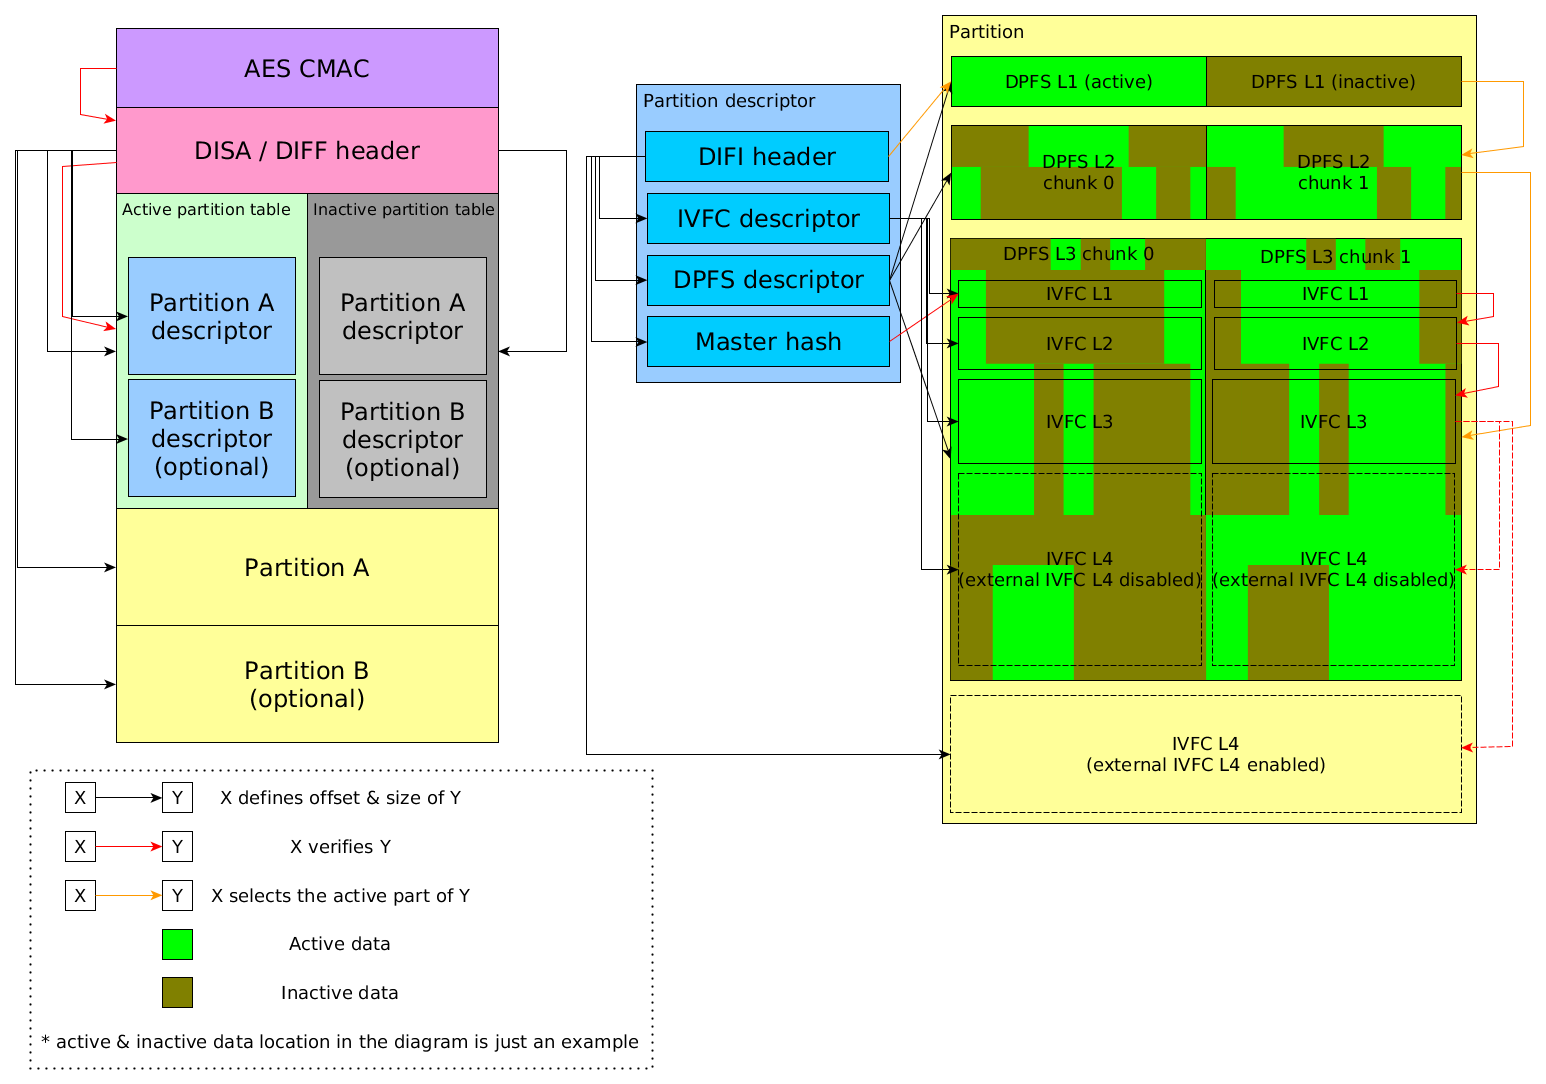 AES CMAC
DISA / DIFF header
Active partition table
Inactive partition table
Partition A
descriptor
Partition A
descriptor
Partition B
descriptor
(optional)
Partition B
descriptor
(optional)
Partition A
Partition B
(optional)
Partition descriptor
DIFI header
IVFC descriptor
DPFS descriptor
Master hash
Partition
DPFS L1 (active)
DPFS L1 (inactive)
DPFS L2
chunk 0
DPFS L2
chunk 1
DPFS L3 chunk 0
DPFS L3 chunk 1
IVFC L1
IVFC L1
IVFC L2
IVFC L2
IVFC L3
IVFC L3
IVFC L4
(external IVFC L4 disabled)
IVFC L4
(external IVFC L4 disabled)
IVFC L4
(external IVFC L4 enabled)
X Y X defines offset & size of Y
X Y X verifies Y
X Y X selects the active part of Y
Active data
Inactive data
* active & inactive data location in the diagram is just an example